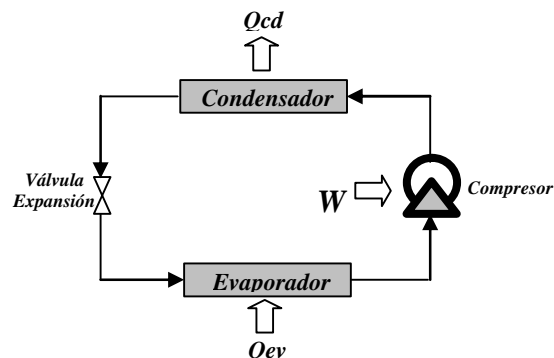 Qcd
Condensador
Válvula
Expansión
W
Compresor
Evaporador
Qev